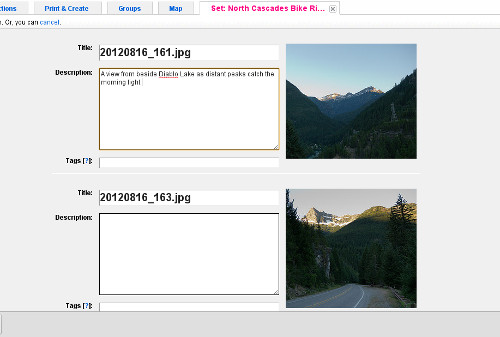 ctions Print & Create Groups Map Set: North Cascades Bike Ri...
. Or, you can cancel.
Title: 20120816_161.jpg
Description: A view from beside Diablo Lake as distant peaks catch the
morning light.
Tags [?]:
Title: 20120816_163.jpg
Description:
Tags [?]: